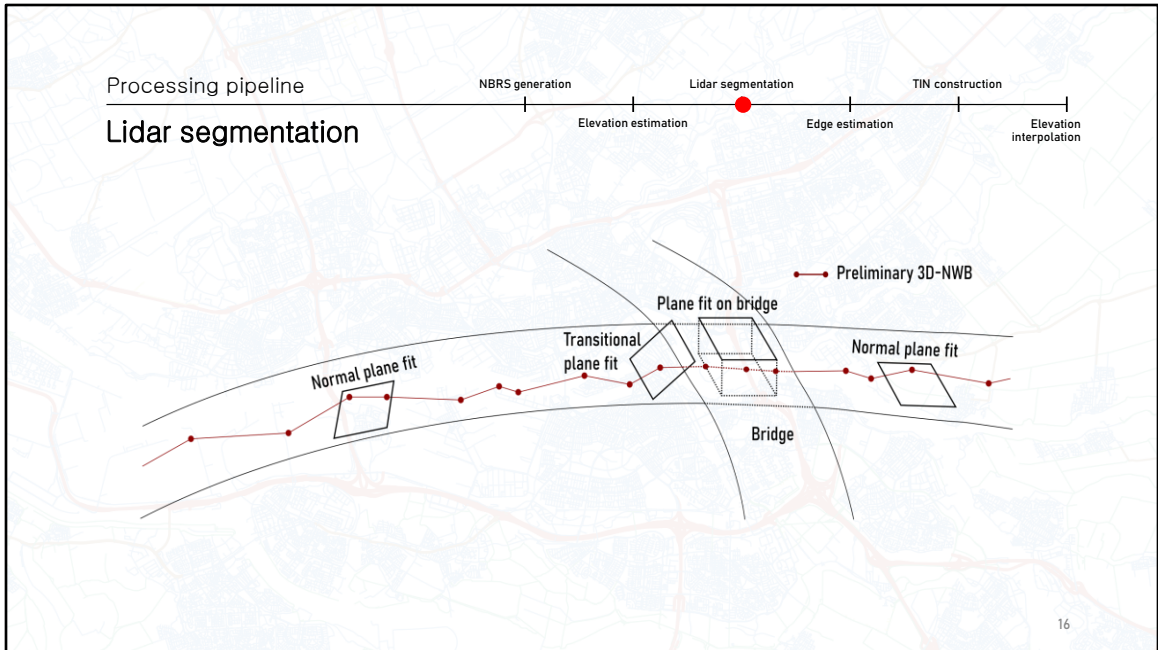 Processing pipeline
Lidar segmentation
NBRS generation
Elevation estimation
Lidar segmentation
Edge estimation
TIN construction
Elevation
interpolation
Preliminary 3D-NWB
Plane fit on bridge
Transitional
plane fit
Normal plane fit
Normal plane fit
Bridge
16